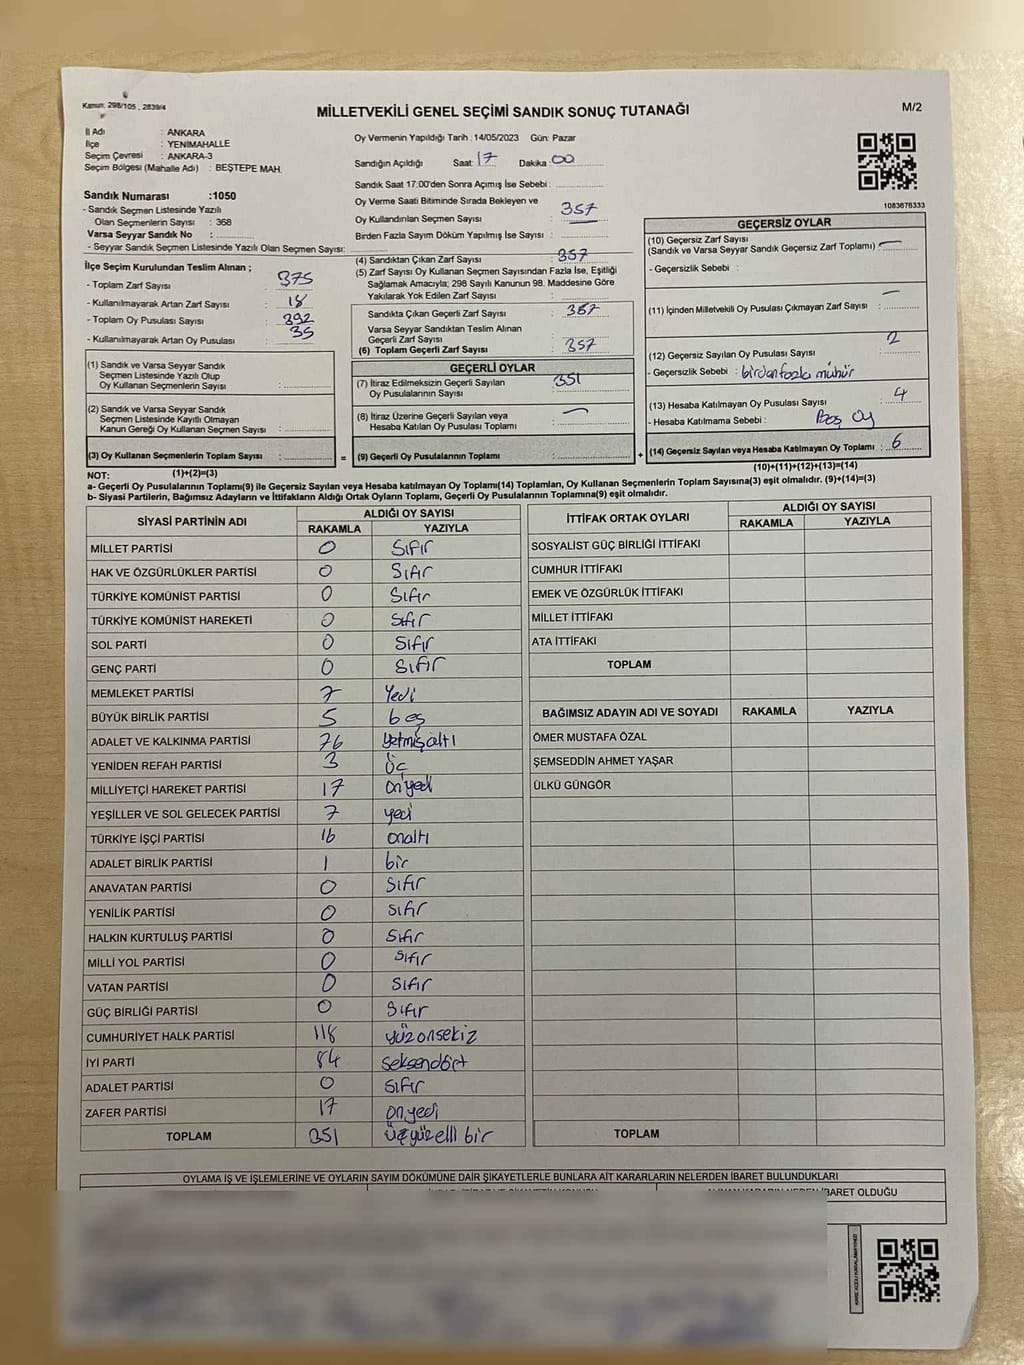 Kanun: 298/105 , 2839/4
MİLLETVEKİLİ GENEL SEÇİMİ SANDIK SONUÇ TUTANAĞI
M/2
İl Adı : ANKARA
İlçe : YENİMAHALLE
Seçim Çevresi : ANKARA-3
Seçim Bölgesi (Mahalle Adı) : BEŞTEPE MAH.
Sandık Numarası :1050
- Sandık Seçmen Listesinde Yazılı
Olan Seçmenlerin Sayısı : 368
Varsa Seyyar Sandık No :
- Seyyar Sandık Seçmen Listesinde Yazılı Olan Seçmen Sayısı:
İlçe Seçim Kurulundan Teslim Alınan ;
- Toplam Zarf Sayısı : 375
- Kullanılmayarak Artan Zarf Sayısı : 18
- Toplam Oy Pusulası Sayısı : 392
- Kullanılmayarak Artan Oy Pusulası : 35
(1) Sandık ve Varsa Seyyar Sandık
Seçmen Listesinde Yazılı Olup
Oy Kullanan Seçmenlerin Sayısı :
(2) Sandık ve Varsa Seyyar Sandık
Seçmen Listesinde Kayıtlı Olmayan
Kanun Gereği Oy Kullanan Seçmen Sayısı :
(3) Oy Kullanan Seçmenlerin Toplam Sayısı :
Oy Vermenin Yapıldığı Tarih : 14/05/2023 Gün: Pazar
Sandığın Açıldığı Saat: 17 Dakika 00
Sandık Saat 17:00'den Sonra Açımış İse Sebebi :
Oy Verme Saati Bitiminde Sırada Bekleyen ve
Oy Kullandırılan Seçmen Sayısı : 357
Birden Fazla Sayım Döküm Yapılmış İse Sayısı :
(4) Sandıktan Çıkan Zarf Sayısı : 357
(5) Zarf Sayısı Oy Kullanan Seçmen Sayısından Fazla İse, Eşitliği
Sağlamak Amacıyla; 298 Sayılı Kanunun 98. Maddesine Göre
Yakılarak Yok Edilen Zarf Sayısı :
Sandıkta Çıkan Geçerli Zarf Sayısı : 357
Varsa Seyyar Sandıktan Teslim Alınan
Geçerli Zarf Sayısı :
(6) Toplam Geçerli Zarf Sayısı : 357
GEÇERLİ OYLAR
(7) İtiraz Edilmeksizin Geçerli Sayılan
Oy Pusulalarının Sayısı : 351
(8) İtiraz Üzerine Geçerli Sayılan veya
Hesaba Katılan Oy Pusulası Toplamı : —
= (9) Geçerli Oy Pusulalarının Toplamı :
1083676333
GEÇERSİZ OYLAR
(10) Geçersiz Zarf Sayısı
(Sandık ve Varsa Seyyar Sandık Geçersiz Zarf Toplamı) : —
- Geçersizlik Sebebi :
(11) İçinden Milletvekili Oy Pusulası Çıkmayan Zarf Sayısı : —
(12) Geçersiz Sayılan Oy Pusulası Sayısı : 2
- Geçersizlik Sebebi : birden fazla mühür
(13) Hesaba Katılmayan Oy Pusulası Sayısı : 4
- Hesaba Katılmama Sebebi : Boş Oy
+ (14) Geçersiz Sayılan veya Hesaba Katılmayan Oy Toplamı : 6
NOT: (1)+(2)=(3)
(10)+(11)+(12)+(13)=(14)
a- Geçerli Oy Pusulalarının Toplamı(9) ile Geçersiz Sayılan veya Hesaba katılmayan Oy Toplamı(14) Toplamları, Oy Kullanan Seçmenlerin Toplam Sayısına(3) eşit olmalıdır. (9)+(14)=(3)
b- Siyasi Partilerin, Bağımsız Adayların ve İttifakların Aldığı Ortak Oyların Toplamı, Geçerli Oy Pusulalarının Toplamına(9) eşit olmalıdır.
SİYASİ PARTİNİN ADI ALDIĞI OY SAYISI
RAKAMLA YAZIYLA
MİLLET PARTİSİ 0 Sıfır
HAK VE ÖZGÜRLÜKLER PARTİSİ 0 Sıfır
TÜRKİYE KOMÜNİST PARTİSİ 0 Sıfır
TÜRKİYE KOMÜNİST HAREKETİ 0 Sıfır
SOL PARTİ 0 Sıfır
GENÇ PARTİ 0 Sıfır
MEMLEKET PARTİSİ 7 Yedi
BÜYÜK BİRLİK PARTİSİ 5 beş
ADALET VE KALKINMA PARTİSİ 76 yetmişaltı
YENİDEN REFAH PARTİSİ 3 Üç
MİLLİYETÇİ HAREKET PARTİSİ 17 Onyedi
YEŞİLLER VE SOL GELECEK PARTİSİ 7 yedi
TÜRKİYE İŞÇİ PARTİSİ 16 onaltı
ADALET BİRLİK PARTİSİ 1 bir
ANAVATAN PARTİSİ 0 Sıfır
YENİLİK PARTİSİ 0 Sıfır
HALKIN KURTULUŞ PARTİSİ 0 Sıfır
MİLLİ YOL PARTİSİ 0 Sıfır
VATAN PARTİSİ 0 Sıfır
GÜÇ BİRLİĞİ PARTİSİ 0 Sıfır
CUMHURİYET HALK PARTİSİ 118 yüzonsekiz
İYİ PARTİ 84 Seksendört
ADALET PARTİSİ 0 Sıfır
ZAFER PARTİSİ 17 onyedi
TOPLAM 351 üçyüzelli bir
İTTİFAK ORTAK OYLARI ALDIĞI OY SAYISI
RAKAMLA YAZIYLA
SOSYALİST GÜÇ BİRLİĞİ İTTİFAKI
CUMHUR İTTİFAKI
EMEK VE ÖZGÜRLÜK İTTİFAKI
MİLLET İTTİFAKI
ATA İTTİFAKI
TOPLAM
BAĞIMSIZ ADAYIN ADI VE SOYADI RAKAMLA YAZIYLA
ÖMER MUSTAFA ÖZAL
ŞEMSEDDİN AHMET YAŞAR
ÜLKÜ GÜNGÖR
TOPLAM
OYLAMA İŞ VE İŞLEMLERİNE VE OYLARIN SAYIM DÖKÜMÜNE DAİR ŞİKAYETLERLE BUNLARA AİT KARARLARIN NELERDEN İBARET BULUNDUKLARI
ALINAN KARARIN NEDEN İBARET OLDUĞU